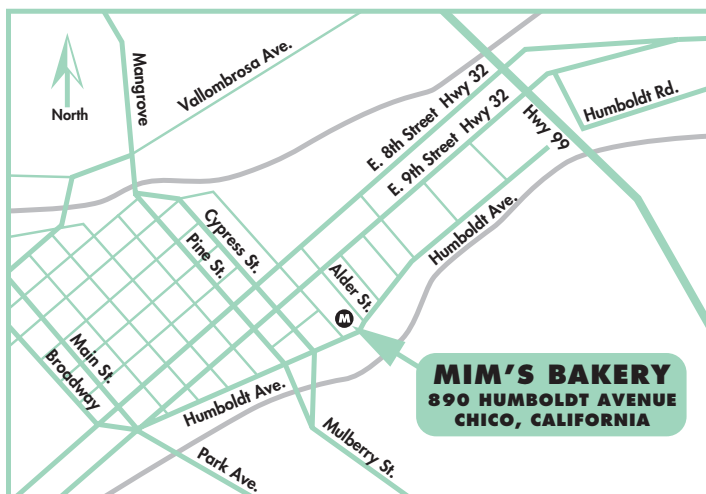 North
Mangrove
Vallombrosa Ave.
E. 8th Street Hwy 32
E. 9th Street Hwy 32
Hwy 99
Humboldt Rd.
Cypress St.
Pine St.
Alder St.
Humboldt Ave.
M
Main St.
Broadway
Humboldt Ave.
Mulberry St.
Park Ave.
MIM'S BAKERY
890 HUMBOLDT AVENUE
CHICO, CALIFORNIA